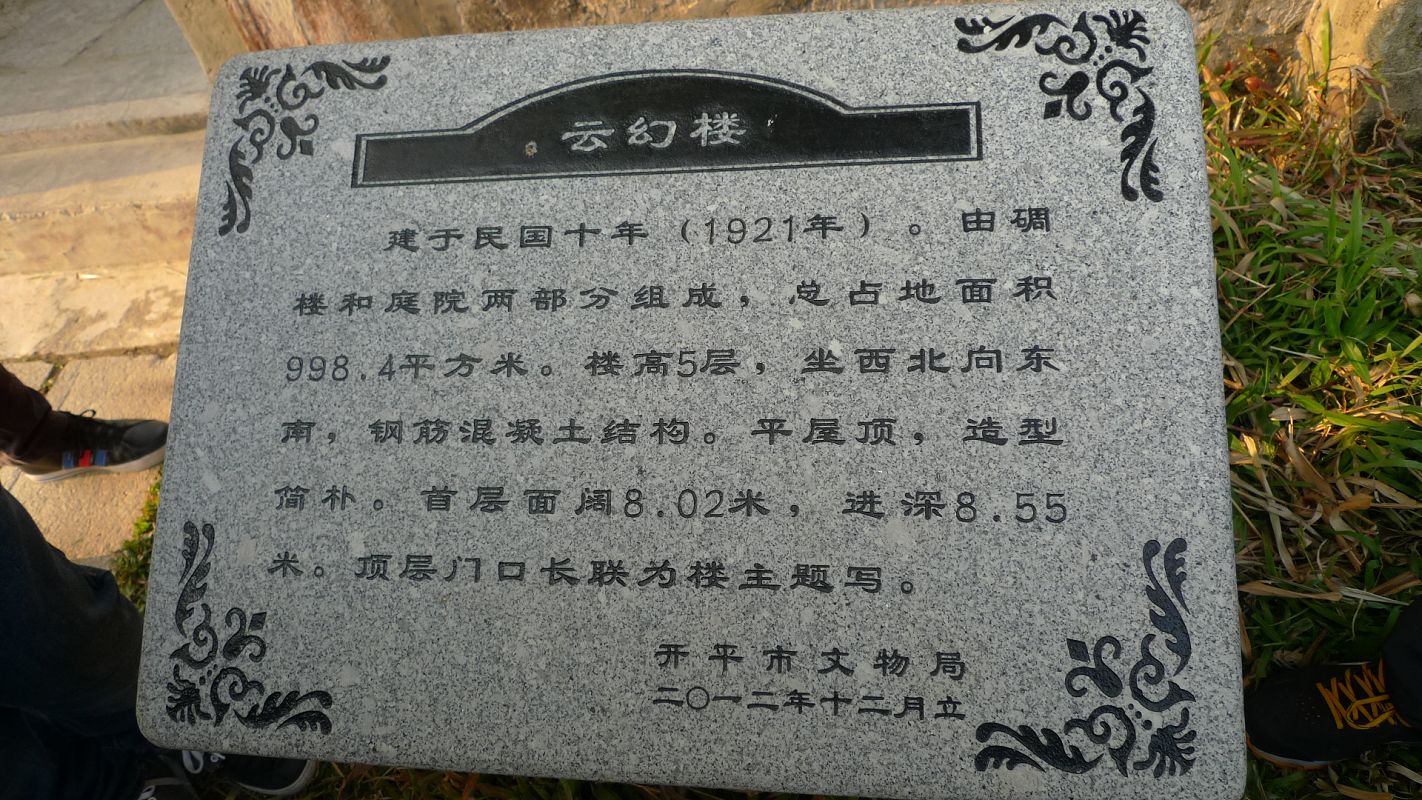 云幻楼
建于民国十年（1921年）。由碉
楼和庭院两部分组成，总占地面积
998.4平方米。楼高5层，坐西北向东
南，钢筋混凝土结构。平屋顶，造型
简朴。首层面阔8.02米，进深8.55
米。顶层门口长联为楼主题写。
开平市文物局
二〇一二年十二月立